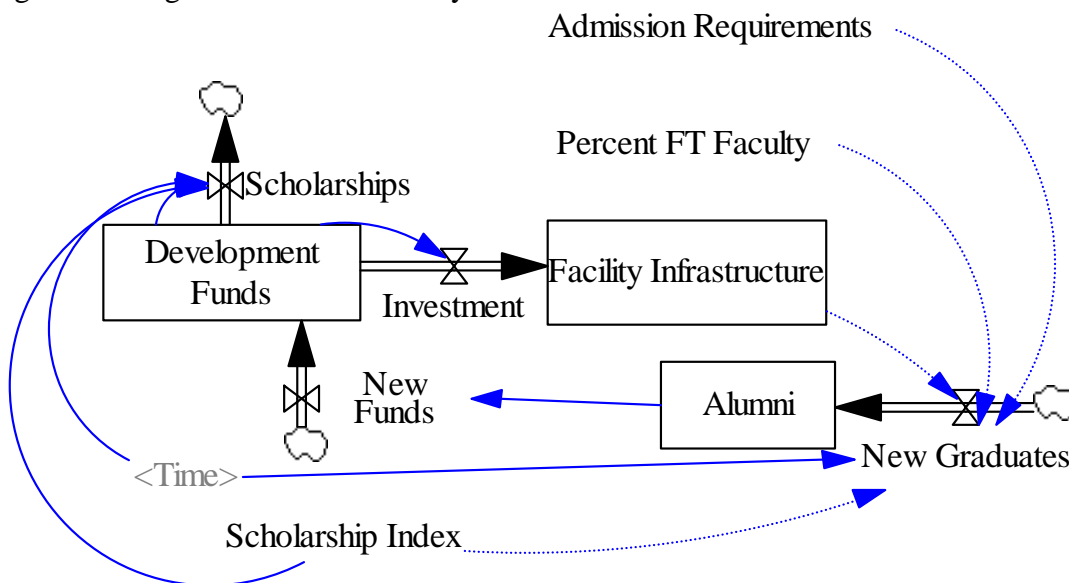 Admission Requirements
Percent FT Faculty
Scholarships
Development
Funds
Facility Infrastructure
Investment
New
Funds
Alumni
New Graduates
<Time>
Scholarship Index